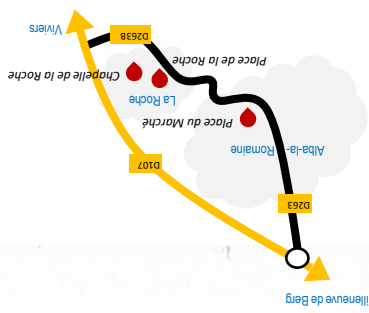 illeneuve de Berg
D263
D107
Alba-la-Romaine
Place du Marché
La Roche
Chapelle de la Roche
Place de la Roche
D263B
Viviers